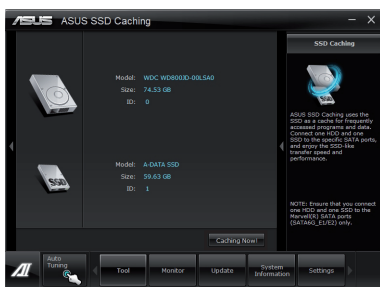 ASUS ASUS SSD Caching
SSD Caching
Model: WDC WD800JD-00LSA0
Size: 74.53 GB
ID: 0
SSD
Model: A-DATA SSD
Size: 59.63 GB
ID: 1
Caching Now!
ASUS SSD Caching uses the
SSD as a cache for frequently
accessed programs and data.
Connect one HDD and one
SSD to the specific SATA ports,
and enjoy the SSD-like
transfer speed and
performance.
NOTE: Ensure that you connect
one HDD and one SSD to the
Marvell(R) SATA ports
(SATA6G_E1/E2) only.
Auto
Tuning
Tool
Monitor
Update
System
Information
Settings